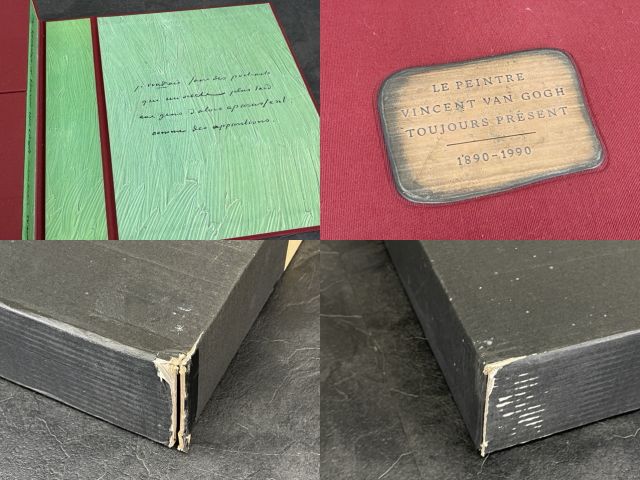 je voudrais faire des portraits
qui un siècle plus tard
aux gens d'alors apparussent
comme des apparitions.
LE PEINTRE
VINCENT VAN GOGH
TOUJOURS PRÉSENT
1890-1990